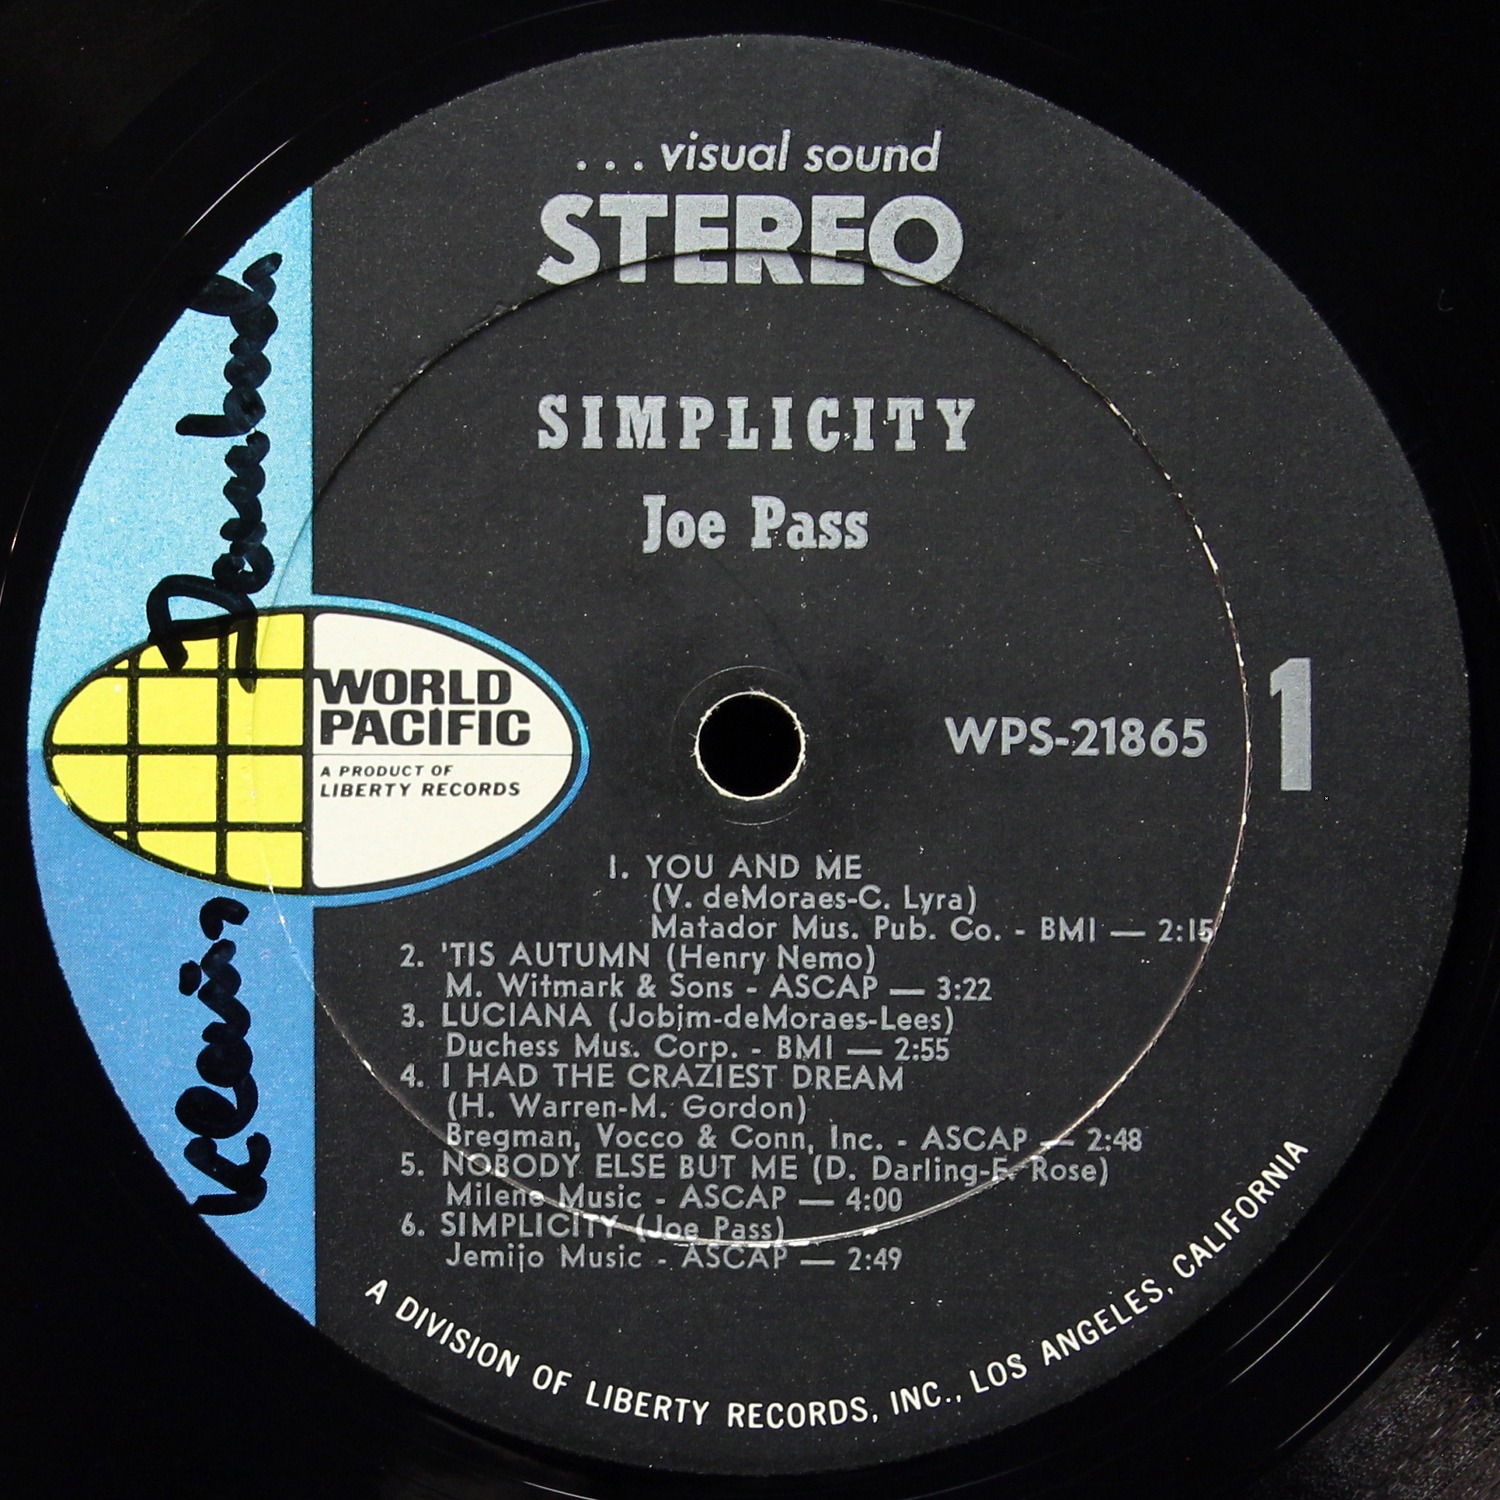 . . . visual sound
STEREO
SIMPLICITY
Joe Pass
WORLD
PACIFIC
A PRODUCT OF
LIBERTY RECORDS
WPS-21865
1
1. YOU AND ME
(V. deMoraes-C. Lyra)
Matador Mus. Pub. Co. - BMI — 2:15
2. 'TIS AUTUMN (Henry Nemo)
M. Witmark & Sons - ASCAP — 3:22
3. LUCIANA (Jobim-deMoraes-Lees)
Duchess Mus. Corp. - BMI — 2:55
4. I HAD THE CRAZIEST DREAM
(H. Warren-M. Gordon)
Bregman, Vocco & Conn, Inc. - ASCAP — 2:48
5. NOBODY ELSE BUT ME (D. Darling-E. Rose)
Milene Music - ASCAP — 4:00
6. SIMPLICITY (Joe Pass)
Jemijo Music - ASCAP — 2:49
A DIVISION OF LIBERTY RECORDS, INC., LOS ANGELES, CALIFORNIA